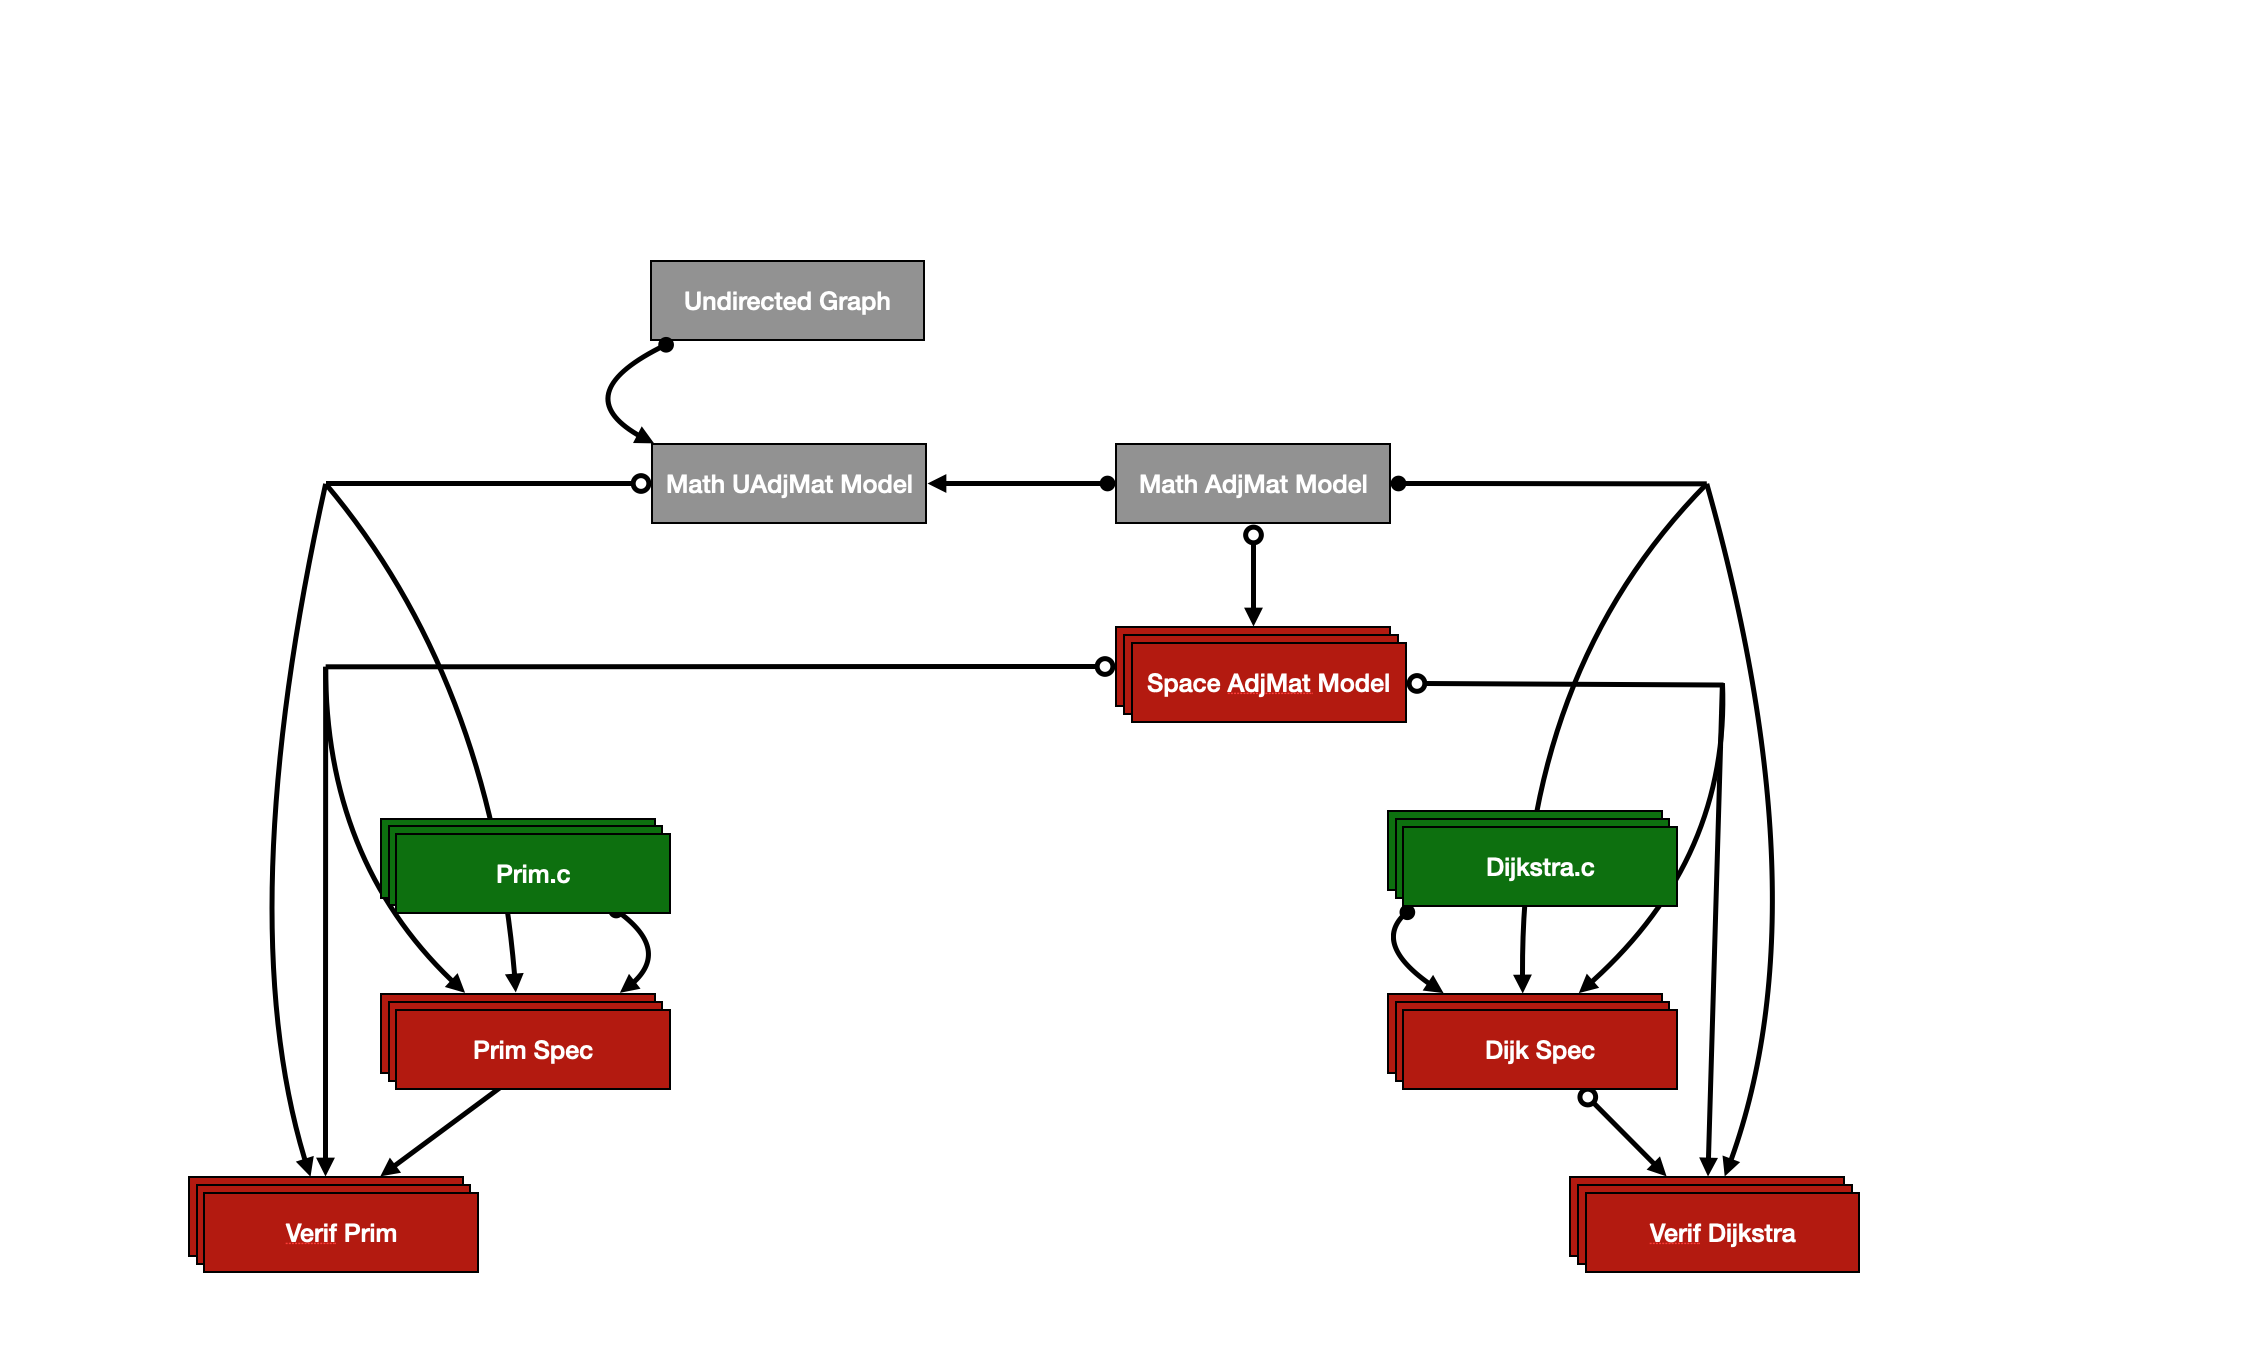 Undirected Graph
Math UAdjMat Model
Math AdjMat Model
Space AdjMat Model
Prim.c
Dijkstra.c
Prim Spec
Dijk Spec
Verif Prim
Verif Dijkstra